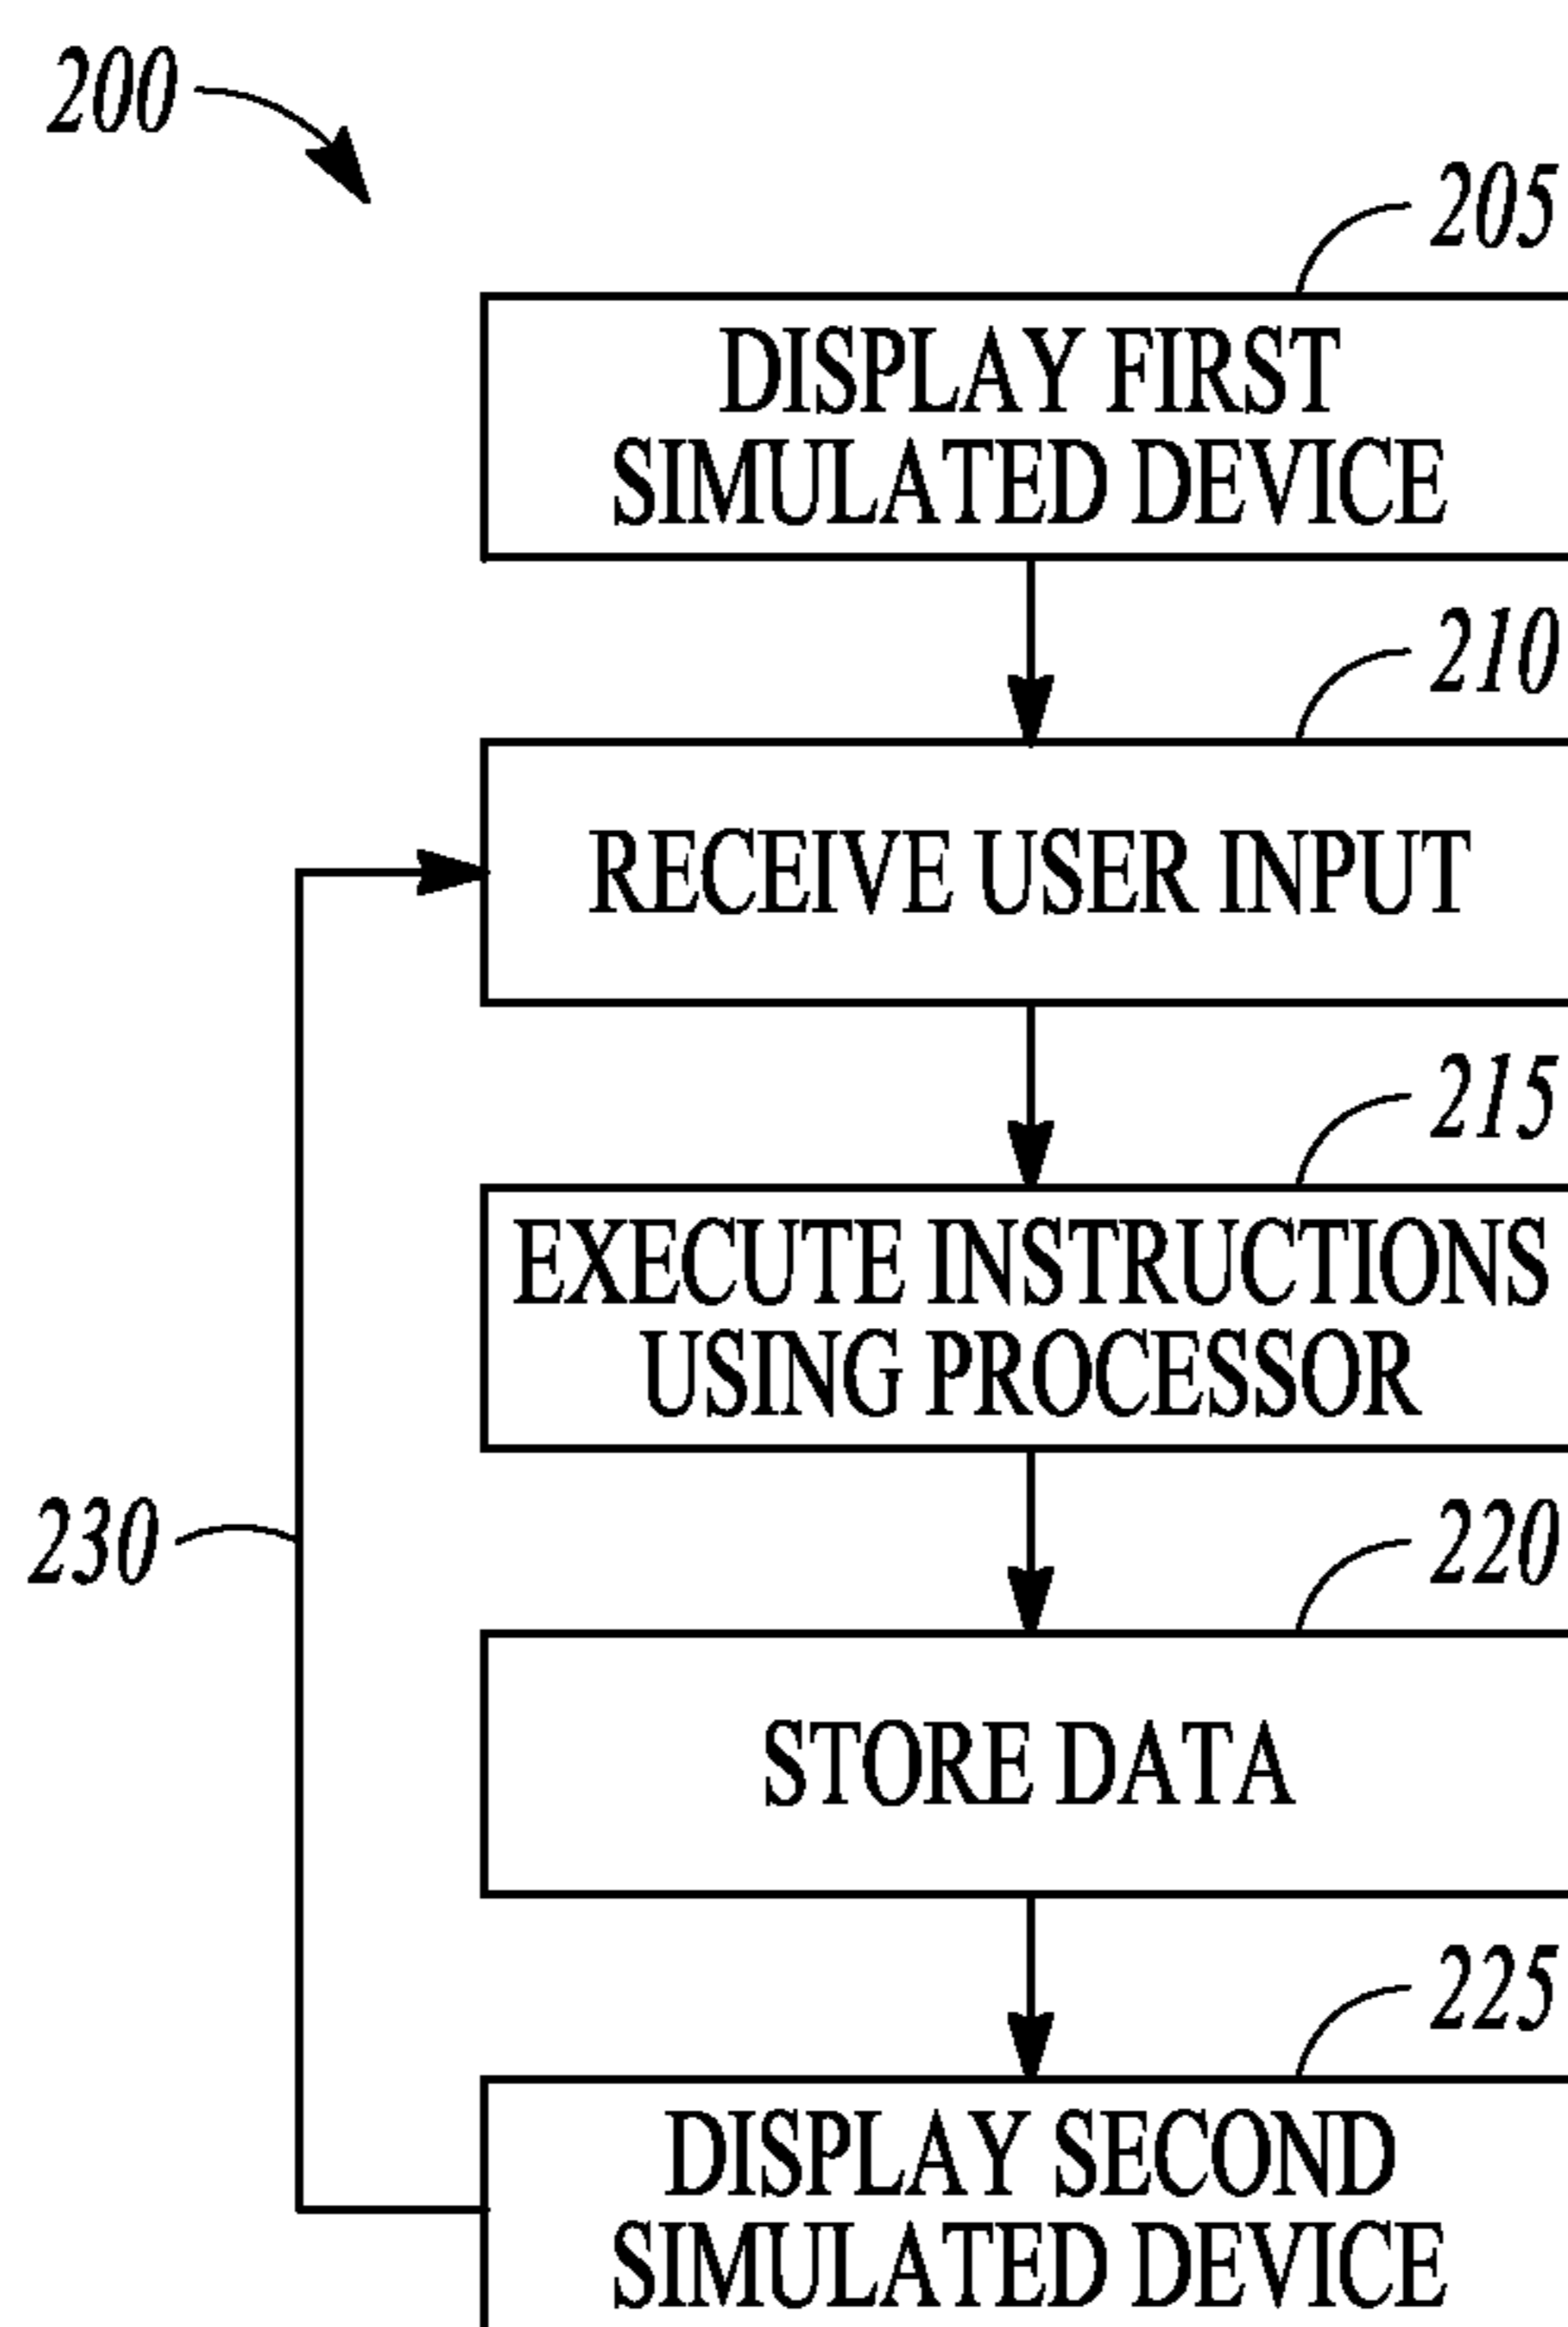 200
205
DISPLAY FIRST
SIMULATED DEVICE
210
RECEIVE USER INPUT
215
EXECUTE INSTRUCTIONS
USING PROCESSOR
230
220
STORE DATA
225
DISPLAY SECOND
SIMULATED DEVICE